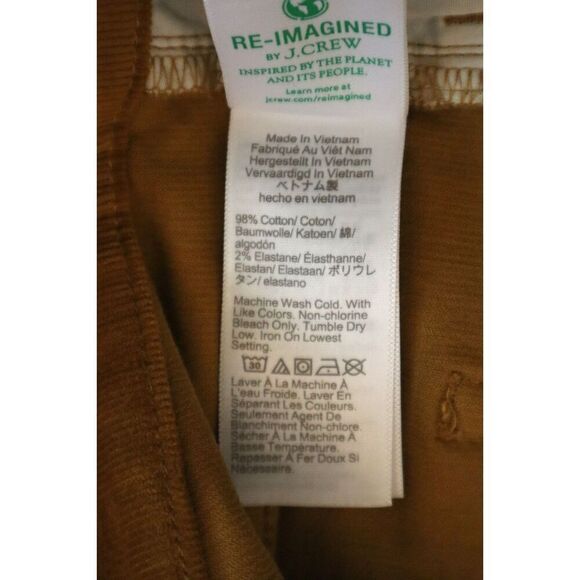 RE-IMAGINED
BY J.CREW
INSPIRED BY THE PLANET
AND ITS PEOPLE.
Learn more at
jcrew.com/reimagined
Made In Vietnam
Fabriqué Au Viêt Nam
Hergestellt In Vietnam
Vervaardigd In Vietnam
ベトナム製
hecho en vietnam
98% Cotton/ Coton/
Baumwolle/ Katoen/ 綿/
algodón
2% Elastane/ Élasthanne/
Elastan/ Elastaan/ ポリウレ
タン/ elastano
Machine Wash Cold. With
Like Colors. Non-chlorine
Bleach Only. Tumble Dry
Low. Iron On Lowest
Setting.
30
Laver À La Machine À
L'eau Froide. Laver En
Séparant Les Couleurs.
Seulement Agent De
Blanchiment Non-chlore.
Sécher À La Machine À
Basse Température.
Repasser À Fer Doux Si
Nécessaire.